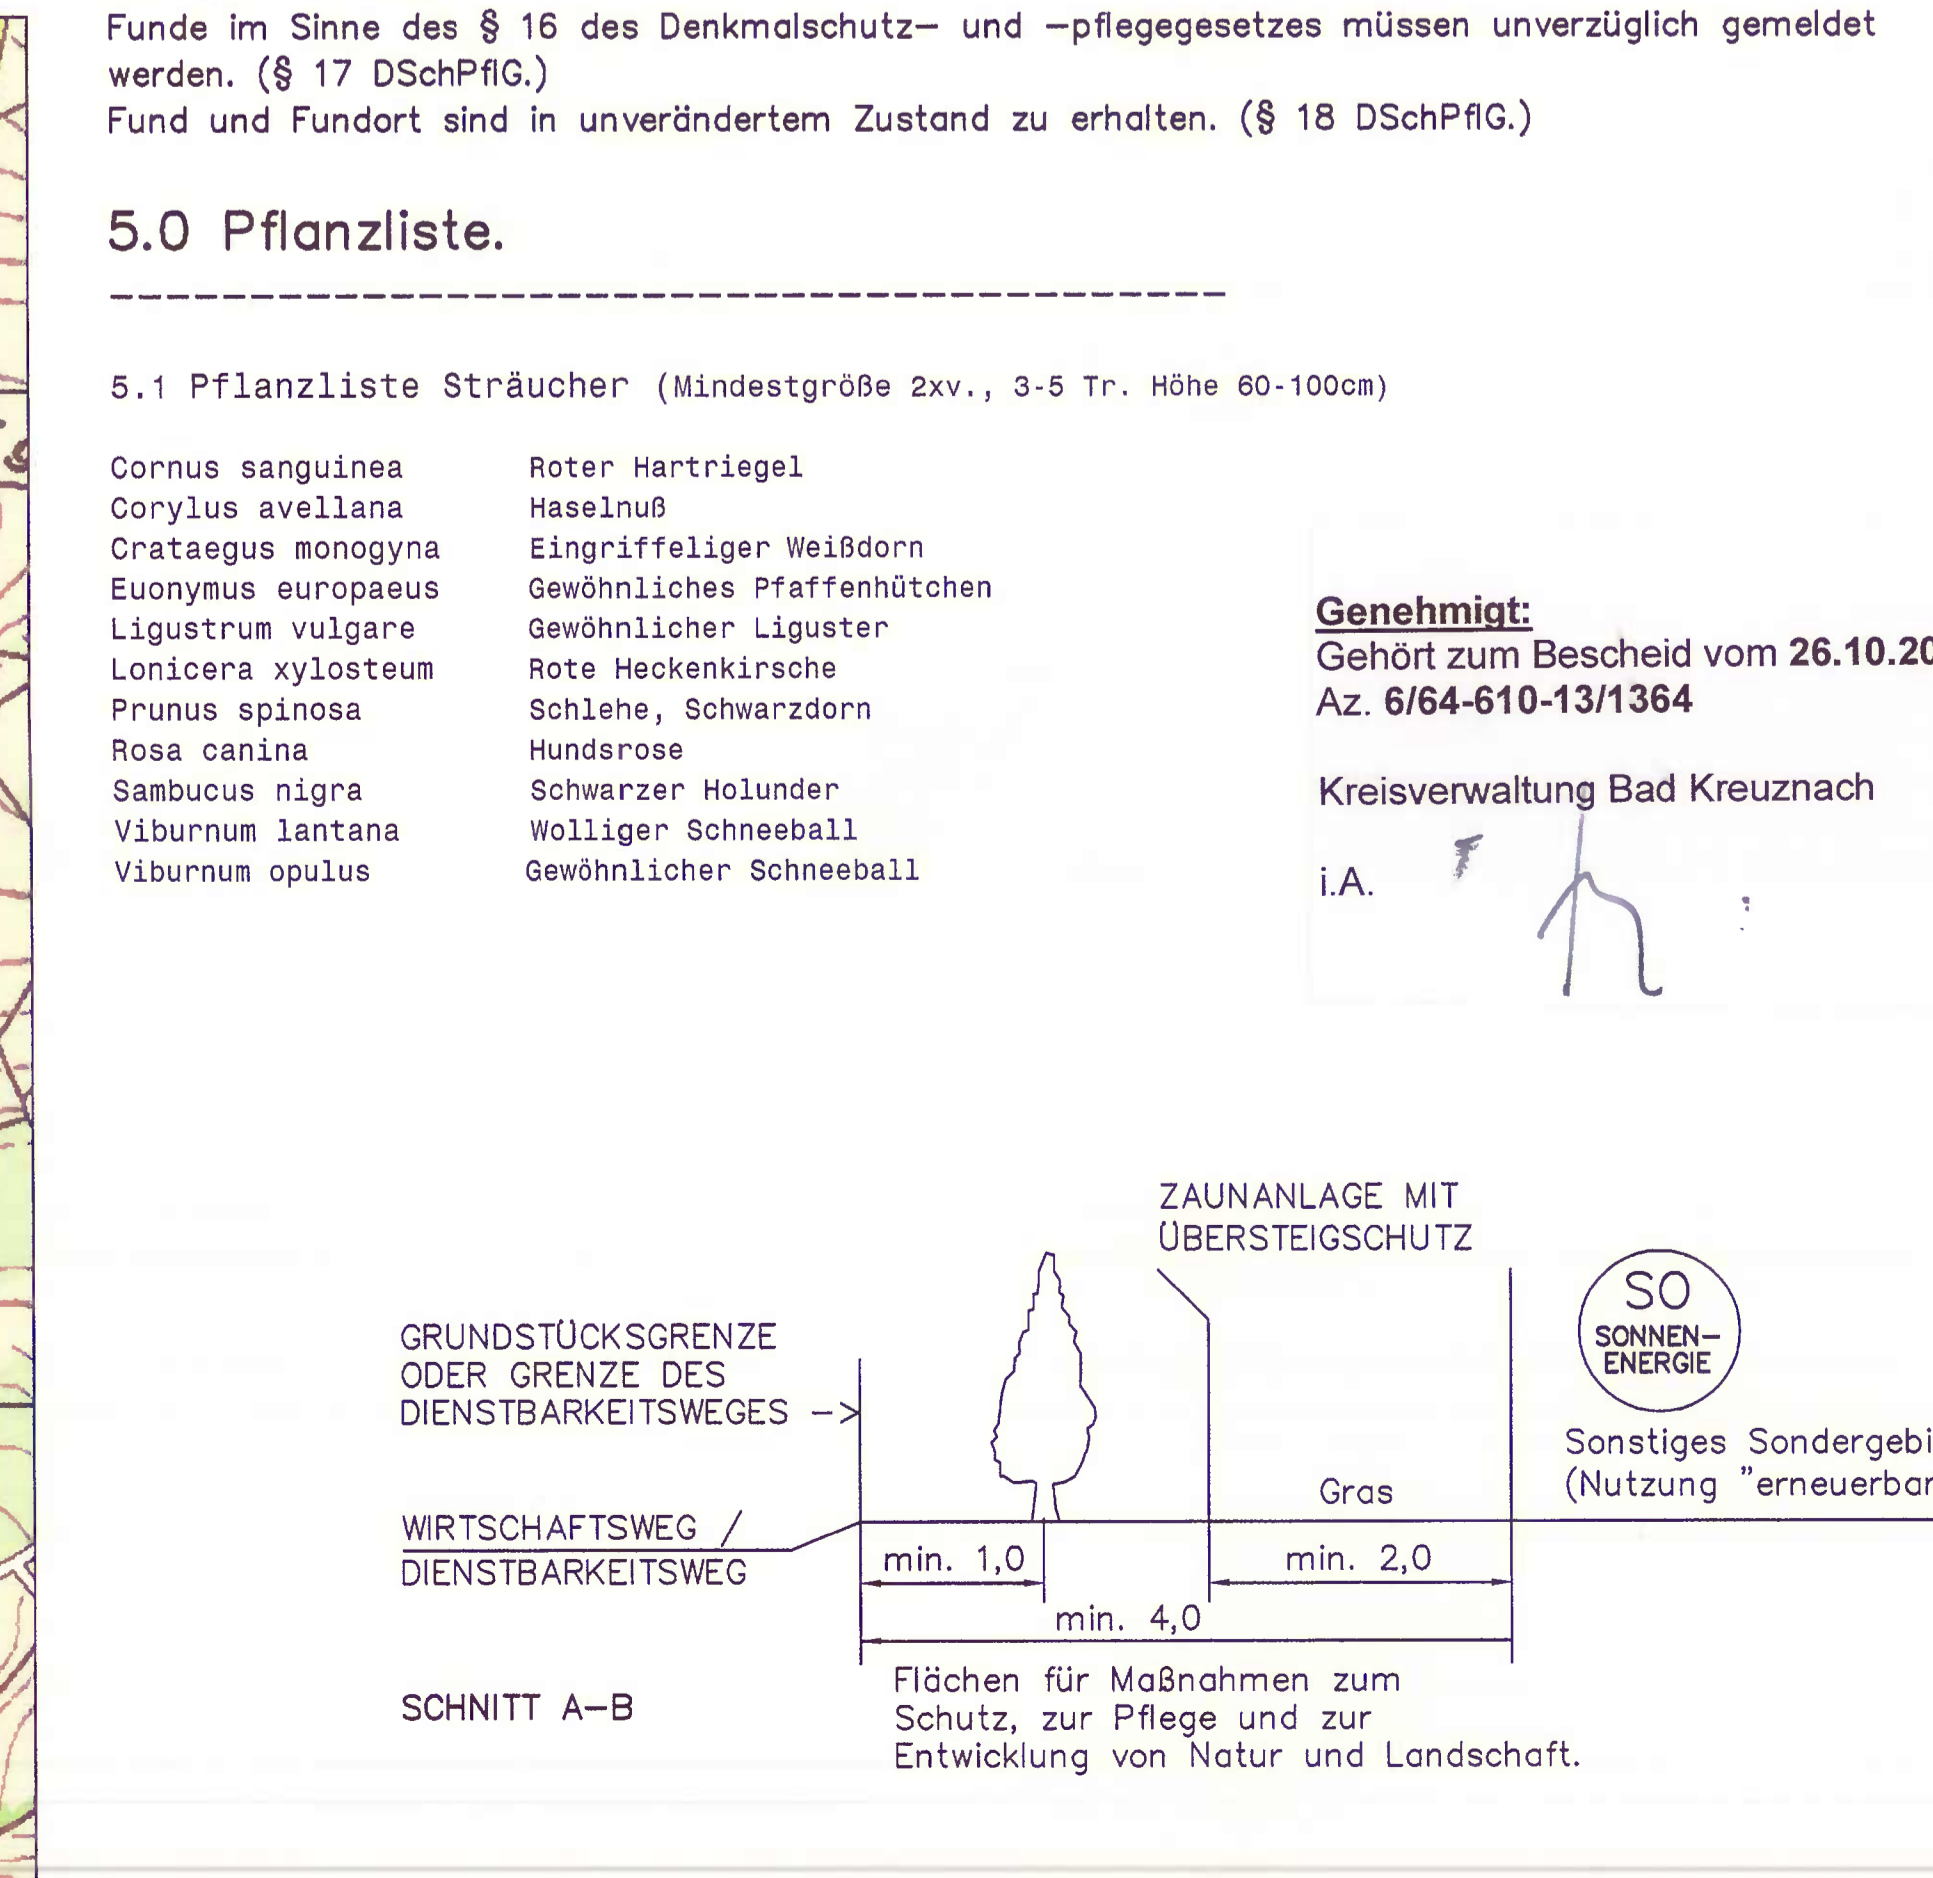 Funde im Sinne des § 16 des Denkmalschutz– und –pflegegesetzes müssen unverzüglich gemeldet
werden. (§ 17 DSchPflG.)
Fund und Fundort sind in unverändertem Zustand zu erhalten. (§ 18 DSchPflG.)
5.0 Pflanzliste.
5.1 Pflanzliste Sträucher (Mindestgröße 2xv., 3-5 Tr. Höhe 60-100cm)
Cornus sanguinea Roter Hartriegel
Corylus avellana Haselnuß
Crataegus monogyna Eingriffeliger Weißdorn
Euonymus europaeus Gewöhnliches Pfaffenhütchen
Ligustrum vulgare Gewöhnlicher Liguster
Lonicera xylosteum Rote Heckenkirsche
Prunus spinosa Schlehe, Schwarzdorn
Rosa canina Hundsrose
Sambucus nigra Schwarzer Holunder
Viburnum lantana Wolliger Schneeball
Viburnum opulus Gewöhnlicher Schneeball
Genehmigt:
Gehört zum Bescheid vom 26.10.20
Az. 6/64-610-13/1364
Kreisverwaltung Bad Kreuznach
i.A.
ZAUNANLAGE MIT
ÜBERSTEIGSCHUTZ
GRUNDSTÜCKSGRENZE
ODER GRENZE DES
DIENSTBARKEITSWEGES –>
SO
SONNEN–
ENERGIE
Sonstiges Sondergebi
(Nutzung "erneuerbar
Gras
WIRTSCHAFTSWEG /
DIENSTBARKEITSWEG
min. 1,0
min. 2,0
min. 4,0
Flächen für Maßnahmen zum
Schutz, zur Pflege und zur
Entwicklung von Natur und Landschaft.
SCHNITT A–B